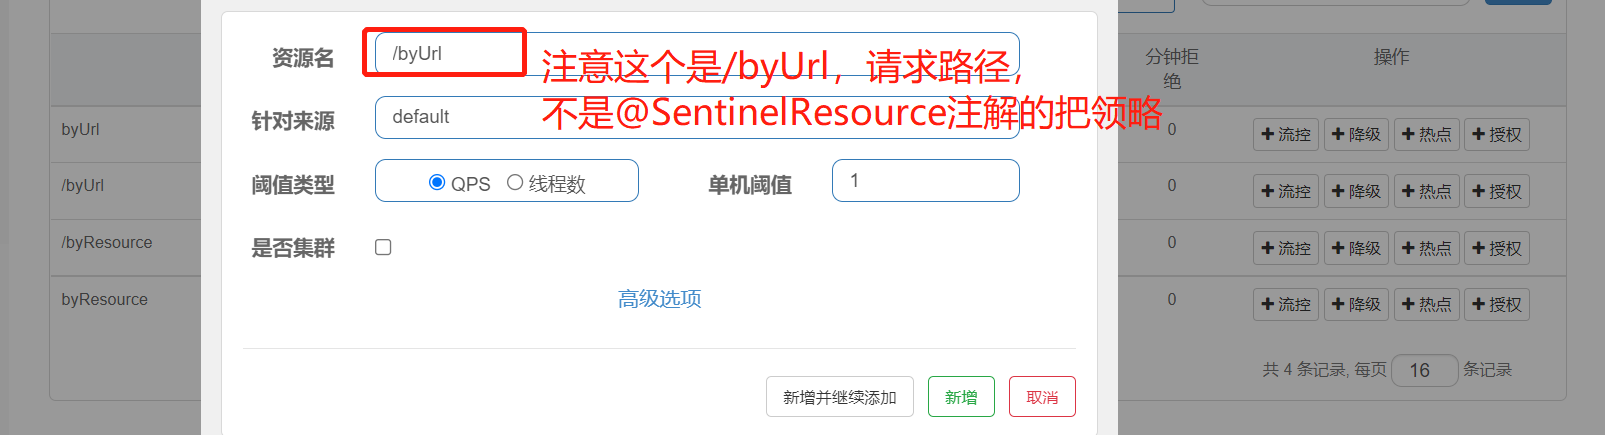 资源名
/byUrl
注意这个是/byUrl，请求路径，
不是@SentinelResource注解的把领略
针对来源
default
阈值类型
QPS
线程数
单机阈值
1
是否集群
高级选项
新增并继续添加
新增
取消
分钟拒
绝
操作
byUrl
0
流控
降级
热点
授权
/byUrl
0
流控
降级
热点
授权
/byResource
0
流控
降级
热点
授权
byResource
0
流控
降级
热点
授权
共 4 条记录, 每页 16 条记录